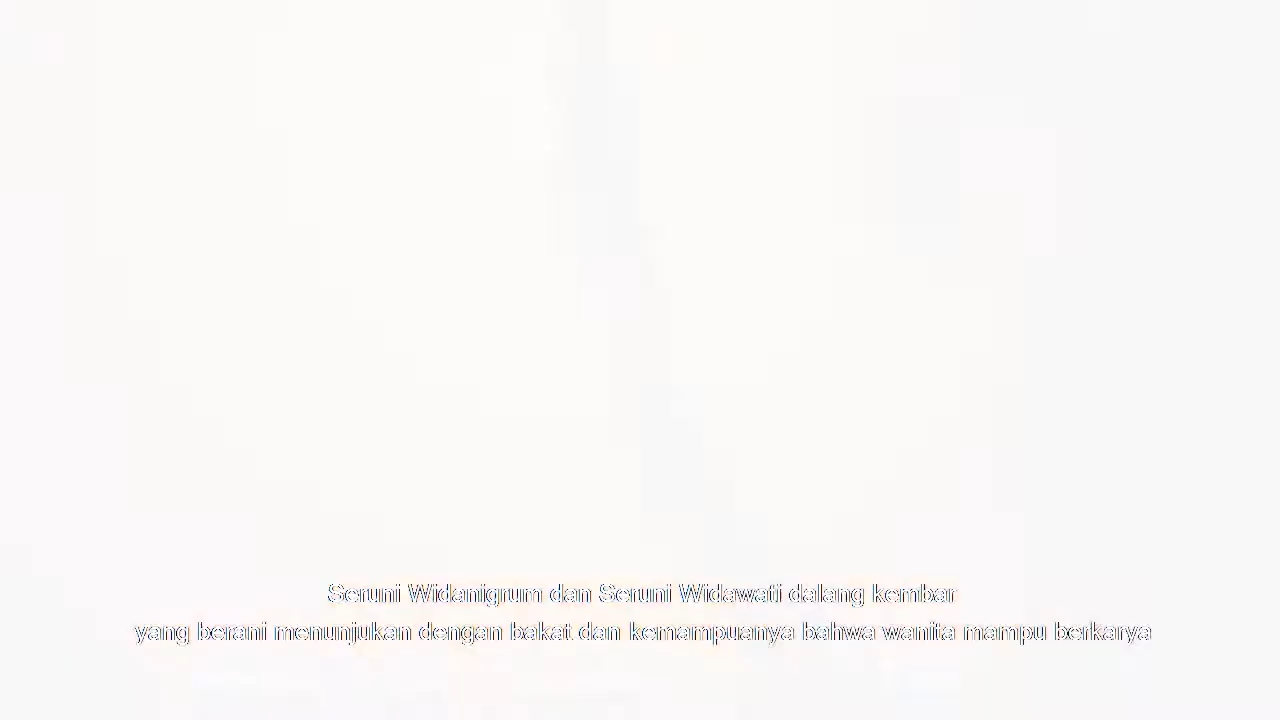 Seruni Widanigrum dan Seruni Widawati dalang kembar
yang berani menunjukan dengan bakat dan kemampuanya bahwa wanita mampu berkarya